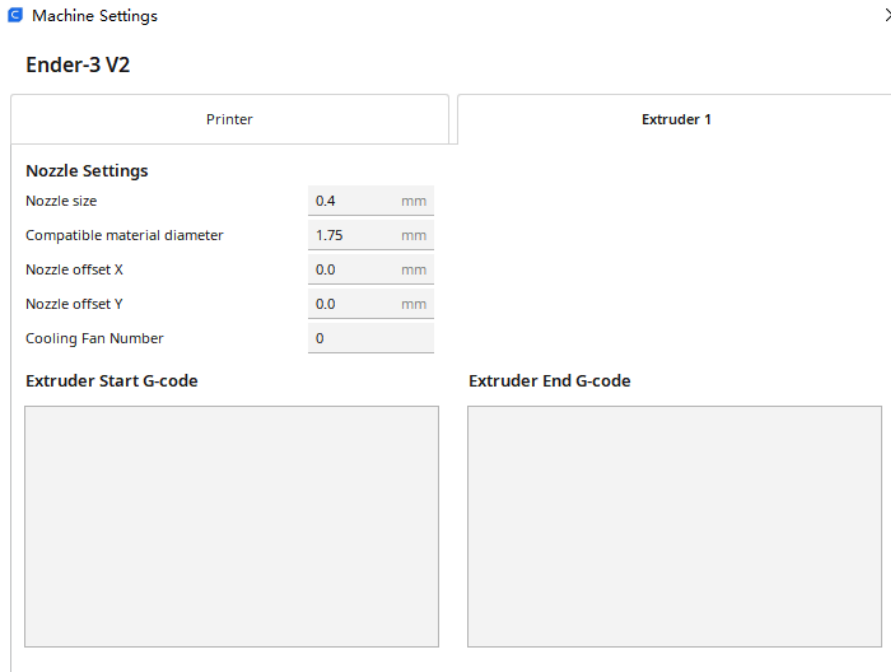 Machine Settings
Ender-3 V2
Printer
Extruder 1
Nozzle Settings
Nozzle size 0.4 mm
Compatible material diameter 1.75 mm
Nozzle offset X 0.0 mm
Nozzle offset Y 0.0 mm
Cooling Fan Number 0
Extruder Start G-code
Extruder End G-code